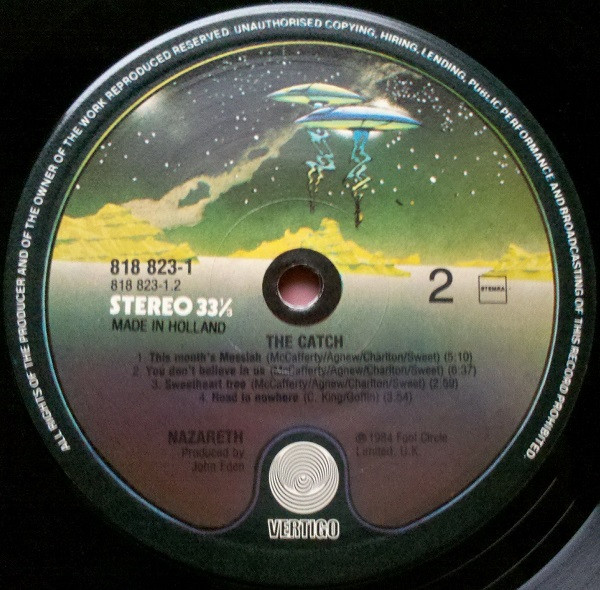 ALL RIGHTS OF THE PRODUCER AND OF THE OWNER OF THE WORK REPRODUCED RESERVED. UNAUTHORISED COPYING, HIRING, LENDING, PUBLIC PERFORMANCE AND BROADCASTING OF THIS RECORD PROHIBITED.
818 823-1
818 823-1.2
STEREO 33⅓
MADE IN HOLLAND
2
STEMRA
THE CATCH
1. This month's Messiah (McCafferty/Agnew/Charlton/Sweet) (5:10)
2. You don't believe in us (McCafferty/Agnew/Charlton/Sweet) (6:37)
3. Sweetheart tree (McCafferty/Agnew/Charlton/Sweet) (2:59)
4. Road to nowhere (C. King/Goffin) (3:54)
NAZARETH
Produced by
John Eden
℗ 1984 Fool Circle
Limited, U.K.
VERTIGO